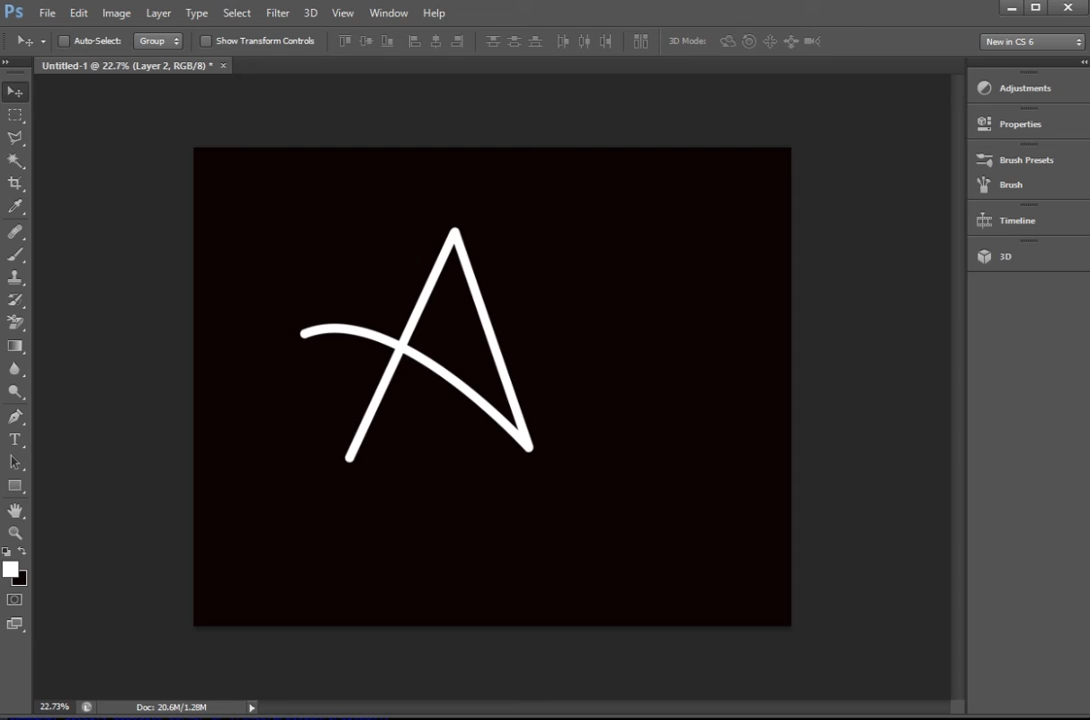 Ps File Edit Image Layer Type Select Filter 3D View Window Help
Auto-Select: Group Show Transform Controls 3D Mode: New in CS 6
Untitled-1 @ 22.7% (Layer 2, RGB/8) * ×
Adjustments
Properties
Brush Presets
Brush
Timeline
3D
A
T
22.73% Doc: 20.6M/1.28M